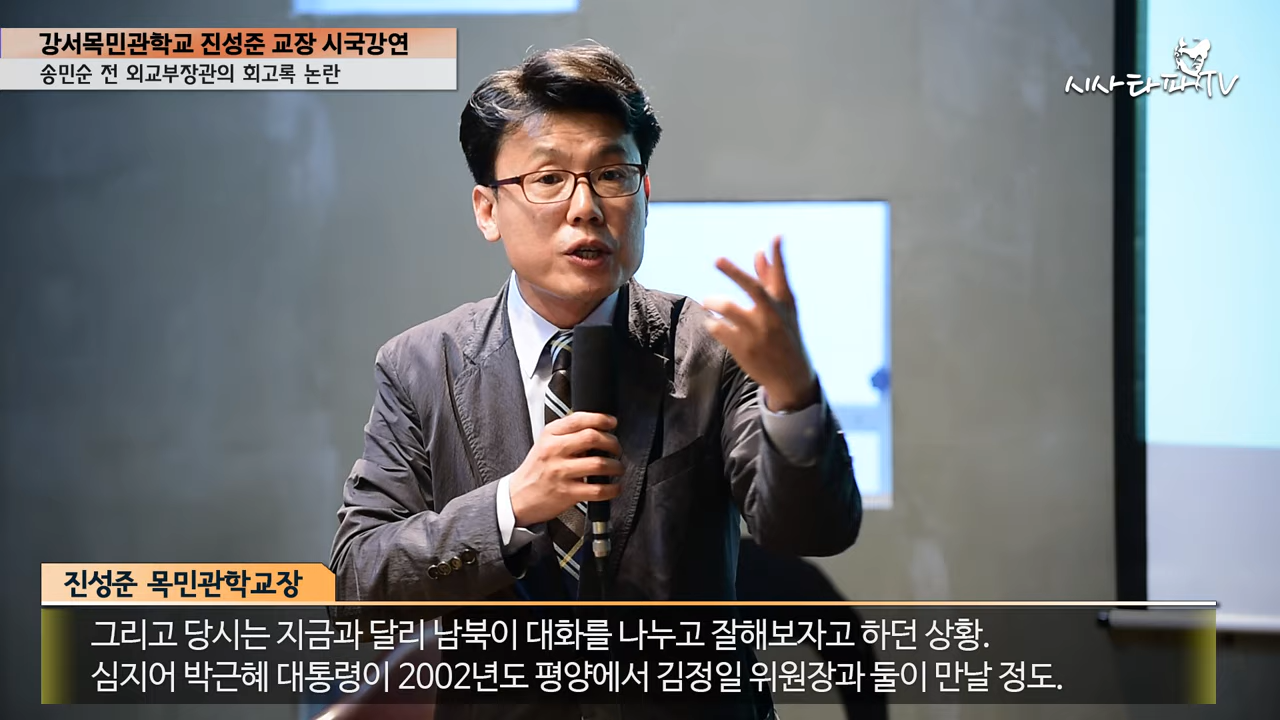 강서목민관학교 진성준 교장 시국강연
송민순 전 외교부장관의 회고록 논란
시사타파TV
진성준 목민관학교장
그리고 당시는 지금과 달리 남북이 대화를 나누고 잘해보자고 하던 상황.
심지어 박근혜 대통령이 2002년도 평양에서 김정일 위원장과 둘이 만날 정도.